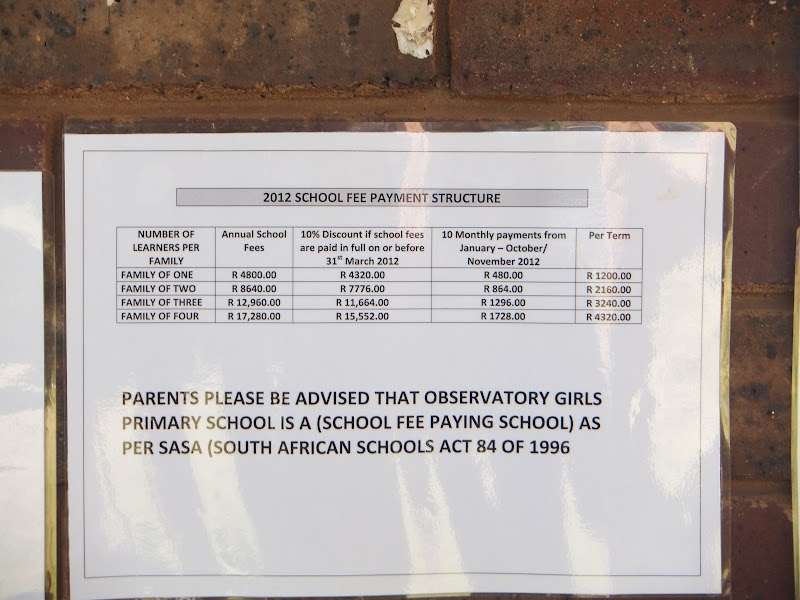 2012 SCHOOL FEE PAYMENT STRUCTURE
NUMBER OF LEARNERS PER FAMILY Annual School Fees 10% Discount if school fees are paid in full on or before 31st March 2012 10 Monthly payments from January – October/ November 2012 Per Term
FAMILY OF ONE R 4800.00 R 4320.00 R 480.00 R 1200.00
FAMILY OF TWO R 8640.00 R 7776.00 R 864.00 R 2160.00
FAMILY OF THREE R 12,960.00 R 11,664.00 R 1296.00 R 3240.00
FAMILY OF FOUR R 17,280.00 R 15,552.00 R 1728.00 R 4320.00
PARENTS PLEASE BE ADVISED THAT OBSERVATORY GIRLS
PRIMARY SCHOOL IS A (SCHOOL FEE PAYING SCHOOL) AS
PER SASA (SOUTH AFRICAN SCHOOLS ACT 84 OF 1996